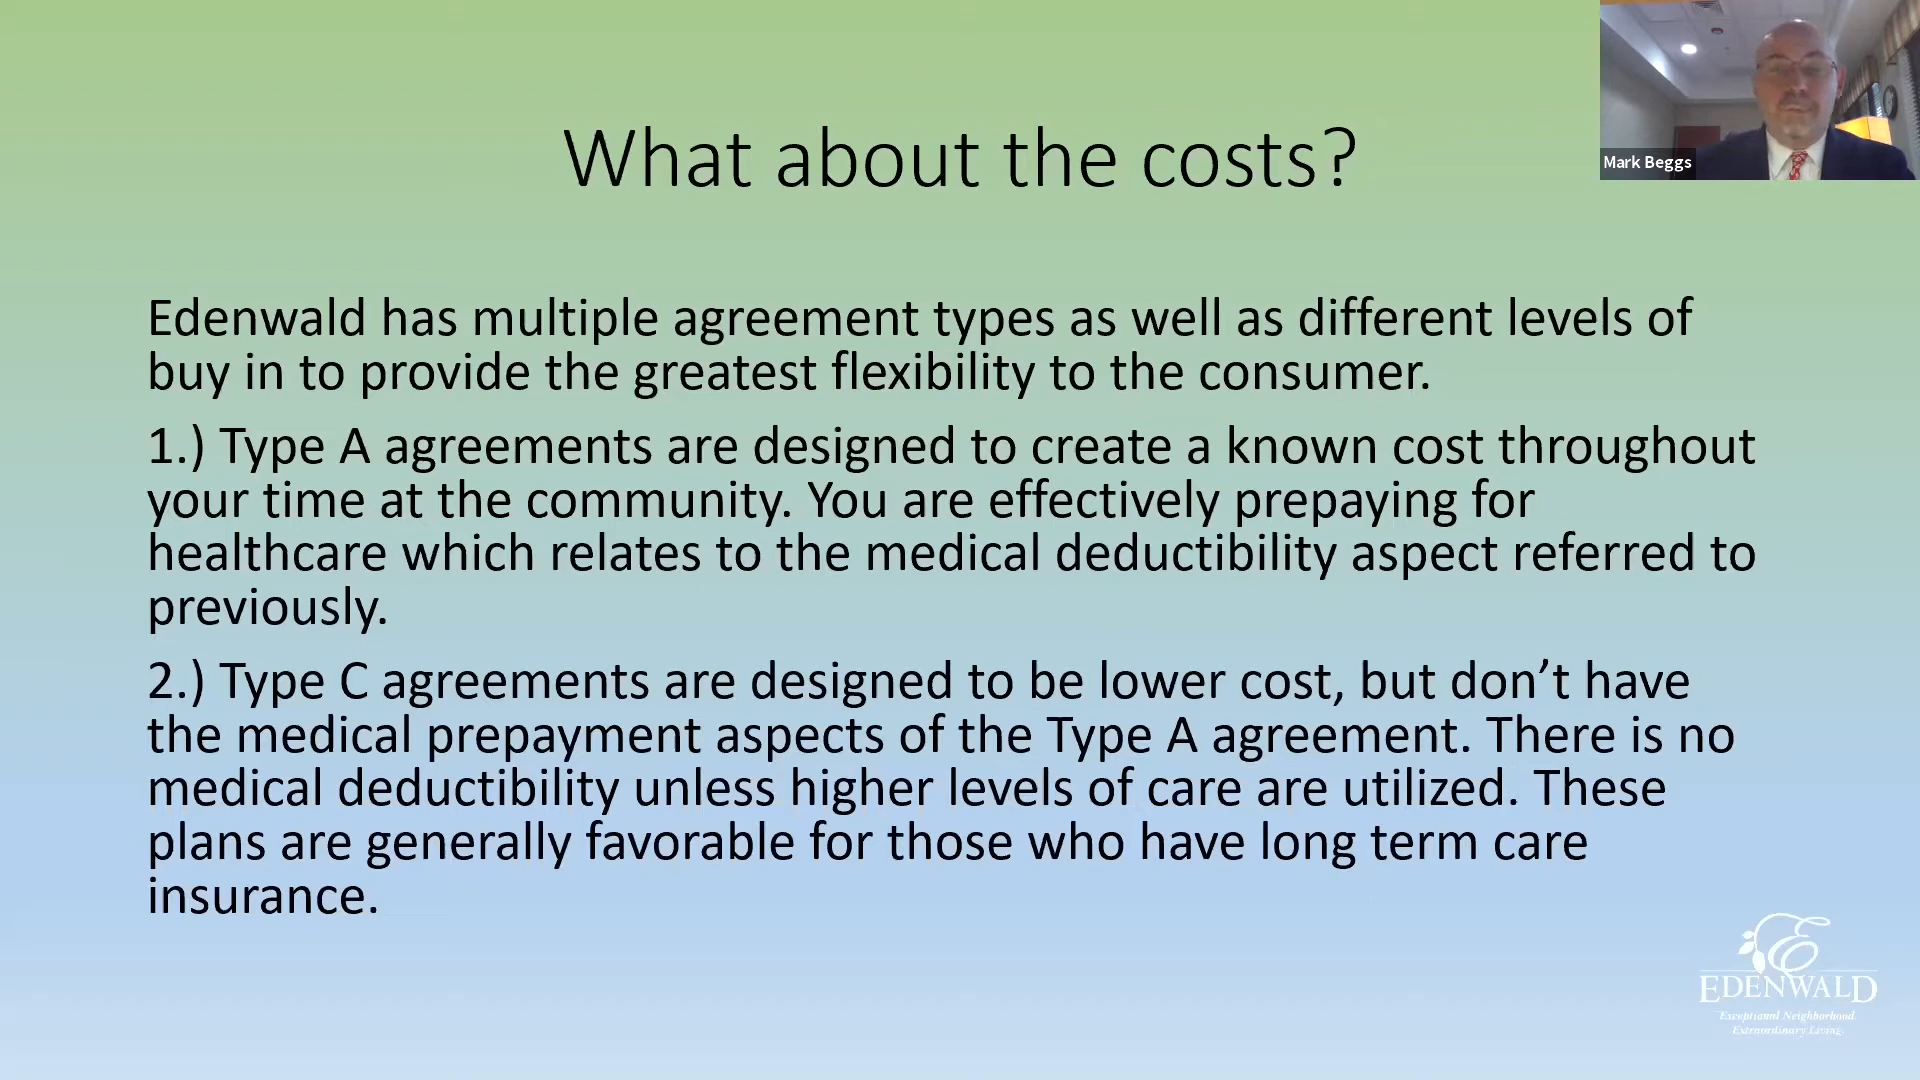 What about the costs?
Mark Beggs
Edenwald has multiple agreement types as well as different levels of
buy in to provide the greatest flexibility to the consumer.
1.) Type A agreements are designed to create a known cost throughout
your time at the community. You are effectively prepaying for
healthcare which relates to the medical deductibility aspect referred to
previously.
2.) Type C agreements are designed to be lower cost, but don’t have
the medical prepayment aspects of the Type A agreement. There is no
medical deductibility unless higher levels of care are utilized. These
plans are generally favorable for those who have long term care
insurance.
E
EDENWALD
Exceptional Neighborhood.
Extraordinary Living.